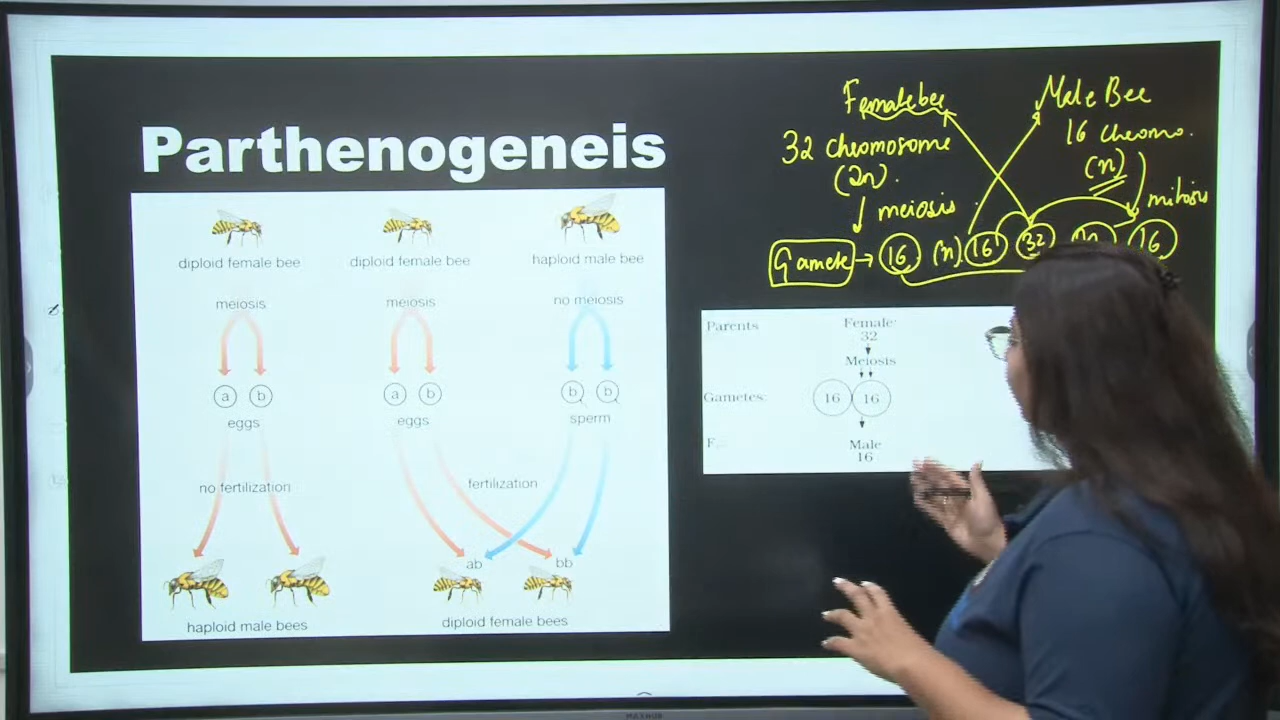 Parthenogeneis
diploid female bee
diploid female bee
haploid male bee
meiosis
meiosis
no meiosis
a b
a b
b b
eggs
eggs
sperm
no fertilization
fertilization
ab
bb
haploid male bees
diploid female bees
Female bee
32 chromosome
(2n).
meiosis
Male Bee
16 chromo.
(n)
mitosis
Gamete → 16 (n) 16 32 16
Parents
Female
32
Meiosis
Gametes
16 16
F
Male
16